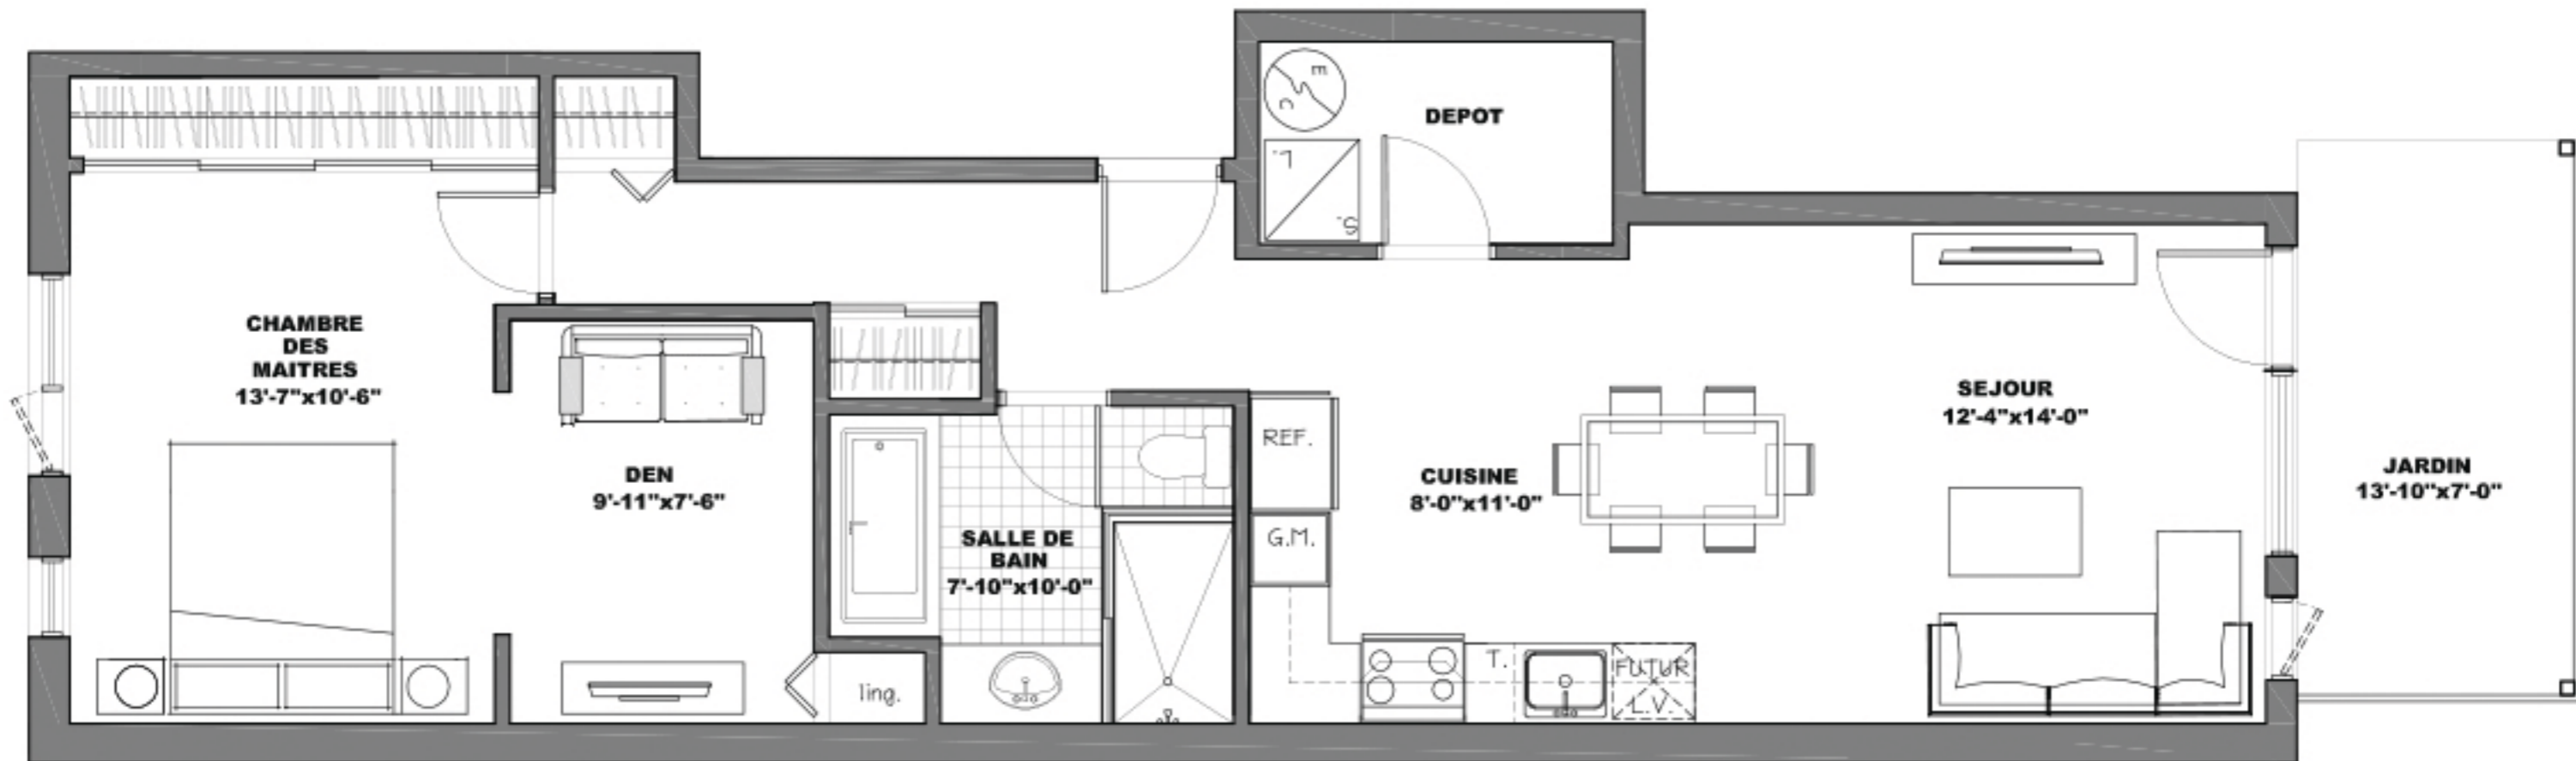 DEPOT
C
E
L.
S.
CHAMBRE
DES
MAITRES
13'-7"x10'-6"
DEN
9'-11"x7'-6"
ling.
SALLE DE
BAIN
7'-10"x10'-0"
REF.
G.M.
CUISINE
8'-0"x11'-0"
T.
FUTUR
L.V.
SEJOUR
12'-4"x14'-0"
JARDIN
13'-10"x7'-0"